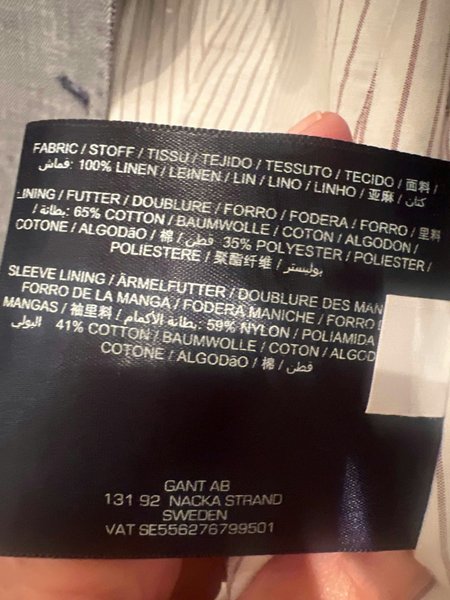 FABRIC / STOFF / TISSU / TEJIDO / TESSUTO / TECIDO / 面料 /
قماش: 100% LINEN / LEINEN / LIN / LINO / LINHO / 亚麻 / كتان
LINING / FUTTER / DOUBLURE / FORRO / FODERA / FORRO / 里料
/ بطانة: 65% COTTON / BAUMWOLLE / COTON / ALGODON /
COTONE / ALGODãO / 棉 / قطن 35% POLYESTER / POLIESTER /
POLIESTERE / 聚酯纤维 / بوليستر
SLEEVE LINING / ÄRMELFUTTER / DOUBLURE DES MAN
FORRO DE LA MANGA / FODERA MANICHE / FORRO D
MANGAS / 袖里料 / بطانة الأكمام: 59% NYLON / POLIAMIDA
البولي 41% COTTON / BAUMWOLLE / COTON / ALGOD
COTONE / ALGODãO / 棉 / قطن
GANT AB
131 92 NACKA STRAND
SWEDEN
VAT SE556276799501